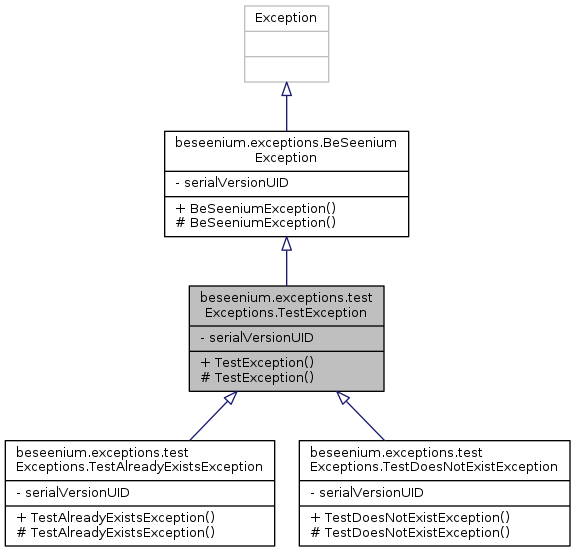 Exception
beseenium.exceptions.BeSeenium
Exception
- serialVersionUID
+ BeSeeniumException()
# BeSeeniumException()
beseenium.exceptions.test
Exceptions.TestException
- serialVersionUID
+ TestException()
# TestException()
beseenium.exceptions.test
Exceptions.TestAlreadyExistsException
- serialVersionUID
+ TestAlreadyExistsException()
# TestAlreadyExistsException()
beseenium.exceptions.test
Exceptions.TestDoesNotExistException
- serialVersionUID
+ TestDoesNotExistException()
# TestDoesNotExistException()